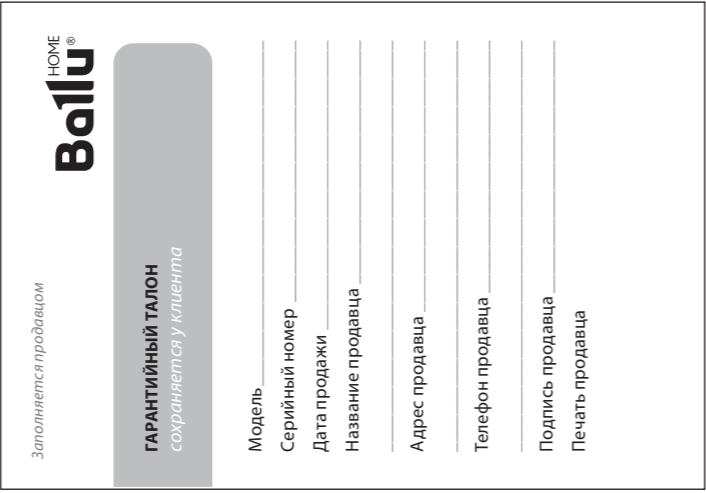 Заполняется продавцом
Ballu®
HOME
ГАРАНТИЙНЫЙ ТАЛОН
сохраняется у клиента
Модель
Серийный номер
Дата продажи
Название продавца
Адрес продавца
Телефон продавца
Подпись продавца
Печать продавца